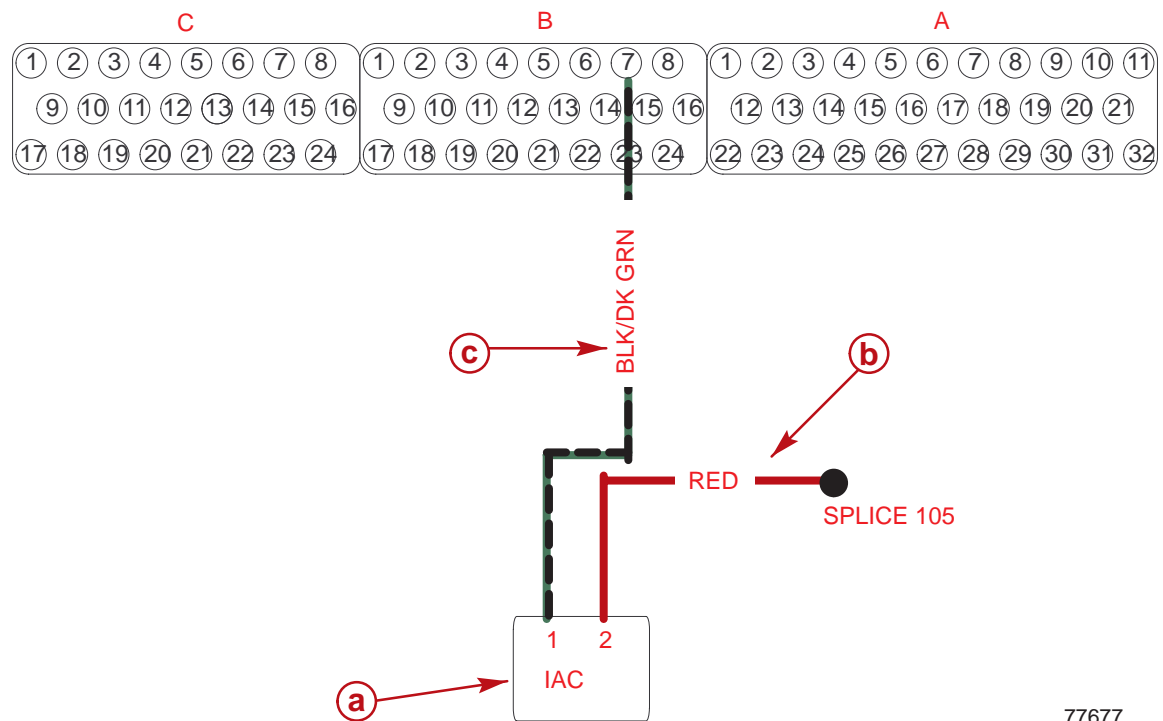 C B A
1 2 3 4 5 6 7 8 1 2 3 4 5 6 7 8 1 2 3 4 5 6 7 8 9 10 11
9 10 11 12 13 14 15 16 9 10 11 12 13 14 15 16 12 13 14 15 16 17 18 19 20 21
17 18 19 20 21 22 23 24 17 18 19 20 21 22 23 24 22 23 24 25 26 27 28 29 30 31 32
BLK/DK GRN
c
b
RED
SPLICE 105
1 2
IAC
a
77677